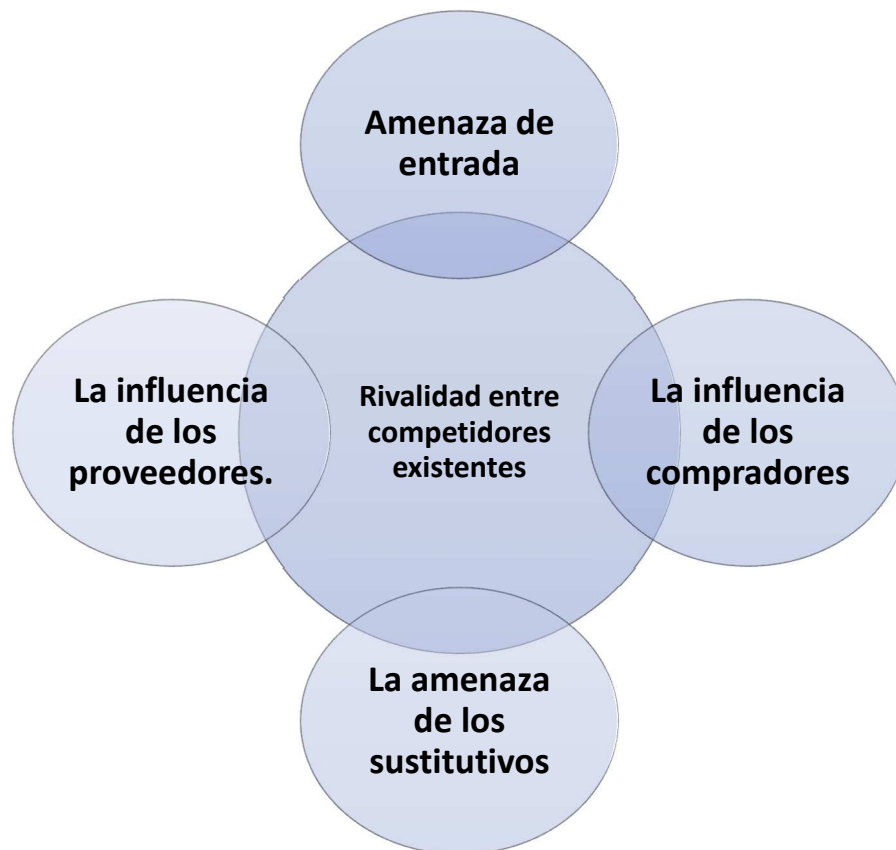 Amenaza de
entrada
La influencia
de los
proveedores.
Rivalidad entre
competidores
existentes
La influencia
de los
compradores
La amenaza
de los
sustitutivos